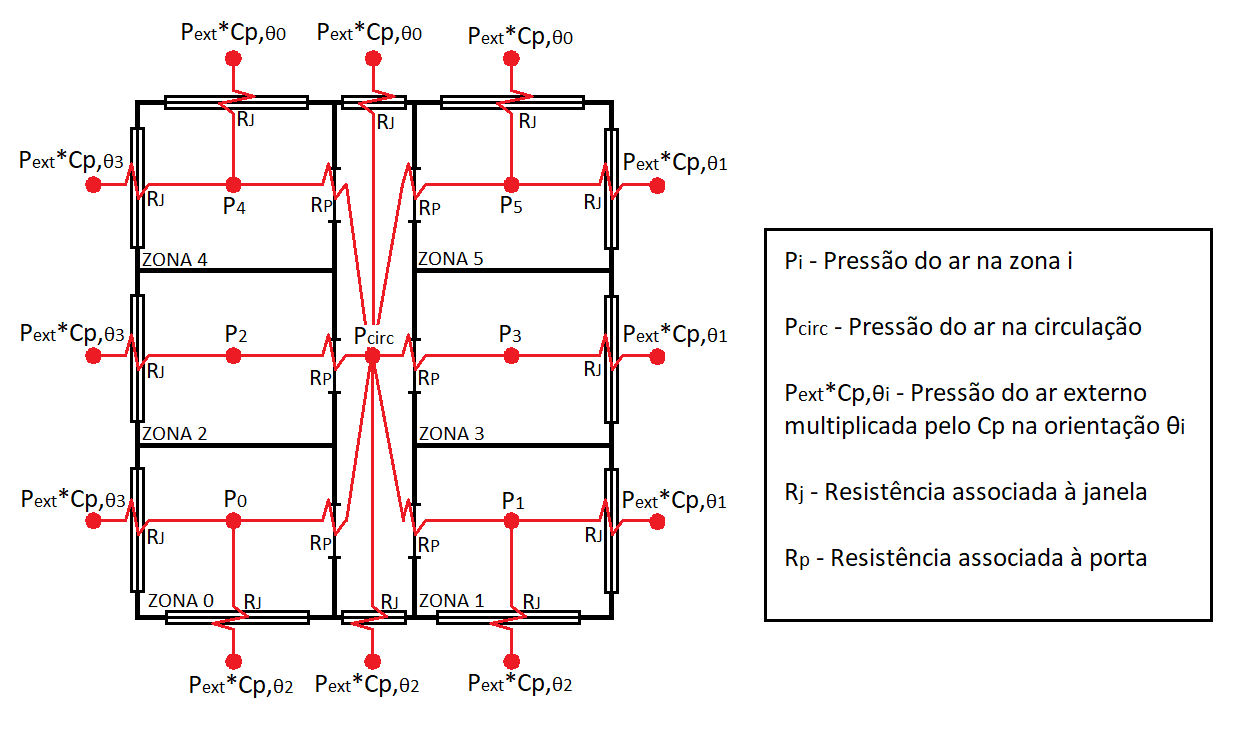 Pext*Cp,θ0 Pext*Cp,θ0 Pext*Cp,θ0
RJ RJ RJ
Pext*Cp,θ3 Pext*Cp,θ1
RJ P4 RP RP P5 RJ
ZONA 4 ZONA 5
Pext*Cp,θ3 P2 Pcirc P3 Pext*Cp,θ1
RJ RP RP RJ
ZONA 2 ZONA 3
Pext*Cp,θ3 P0 P1 Pext*Cp,θ1
RJ RP RP RJ
ZONA 0 RJ RJ ZONA 1 RJ
Pext*Cp,θ2 Pext*Cp,θ2 Pext*Cp,θ2
Pi - Pressão do ar na zona i
Pcirc - Pressão do ar na circulação
Pext*Cp,θi - Pressão do ar externo
multiplicada pelo Cp na orientação θi
Rj - Resistência associada à janela
Rp - Resistência associada à porta